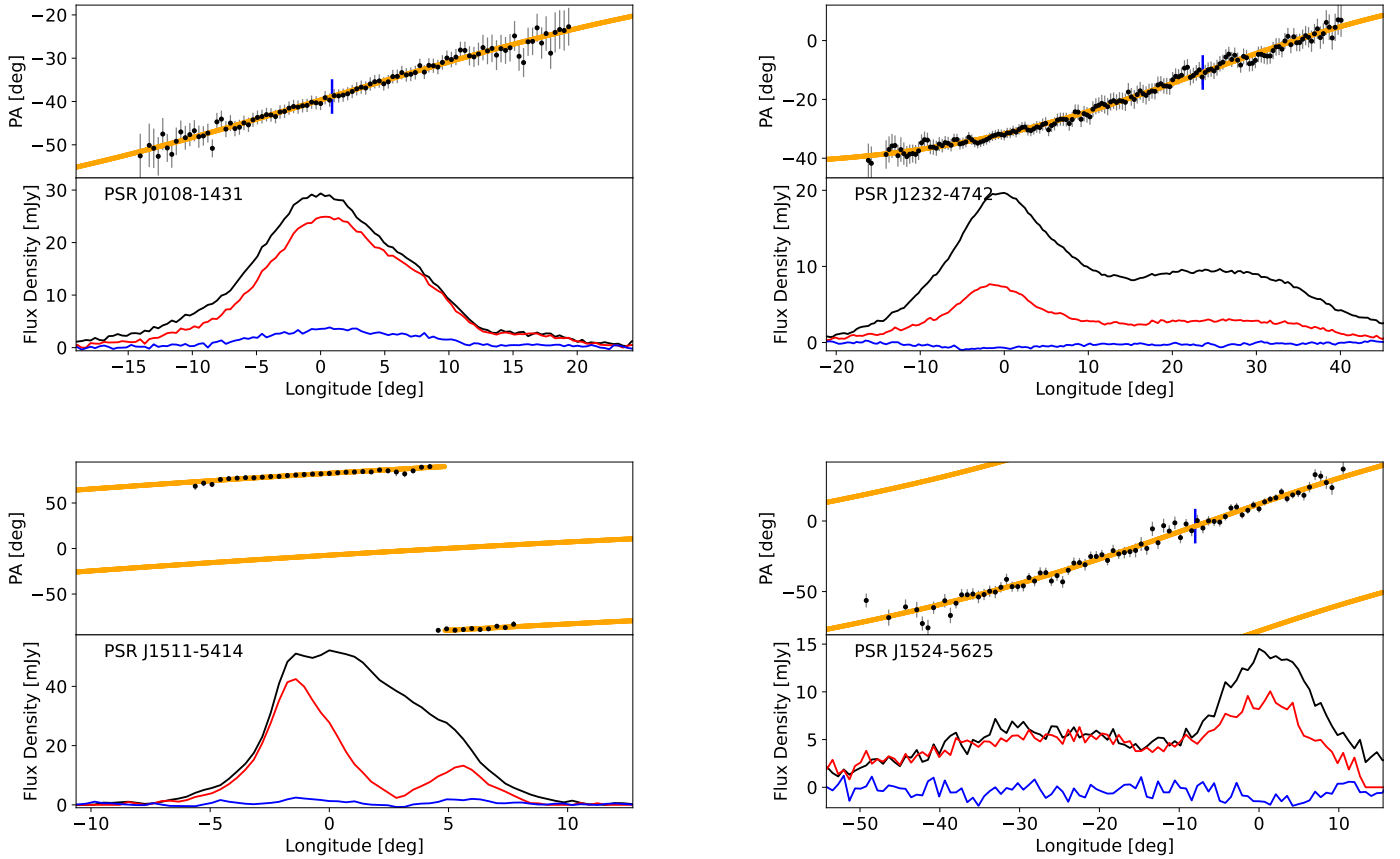 −20
−30
−40
−50
PA [deg]
PSR J0108-1431
30
20
10
0
Flux Density [mJy]
−15 −10 −5 0 5 10 15 20
Longitude [deg]
0
−20
−40
PA [deg]
PSR J1232-4742
20
10
0
Flux Density [mJy]
−20 −10 0 10 20 30 40
Longitude [deg]
50
0
−50
PA [deg]
PSR J1511-5414
40
20
0
Flux Density [mJy]
−10 −5 0 5 10
Longitude [deg]
0
−50
PA [deg]
PSR J1524-5625
15
10
5
0
Flux Density [mJy]
−50 −40 −30 −20 −10 0 10
Longitude [deg]